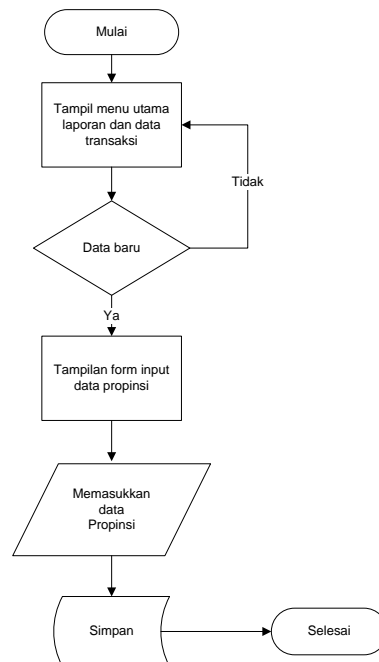 Mulai
Tampil menu utama
laporan dan data
transaksi
Tidak
Data baru
Ya
Tampilan form input
data propinsi
Memasukkan
data
Propinsi
Simpan
Selesai